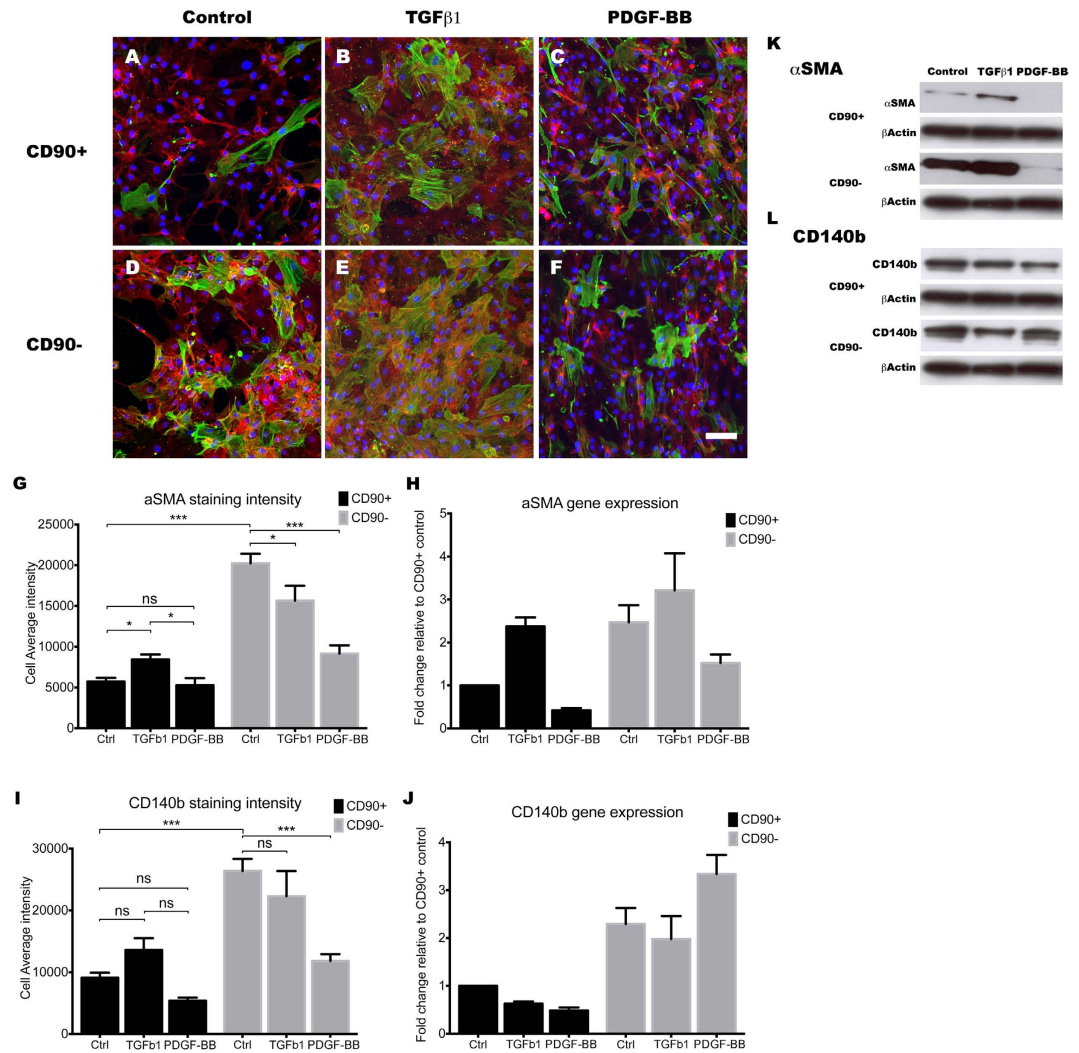 Control TGFβ1 PDGF-BB
CD90+
A B C
CD90-
D E F
K
αSMA
Control TGFβ1 PDGF-BB
αSMA
CD90+
βActin
αSMA
CD90-
βActin
L
CD140b
CD140b
CD90+
βActin
CD140b
CD90-
βActin
G
aSMA staining intensity
CD90+
CD90-
Cell Average intensity
25000
20000
15000
10000
5000
0
*** *** * ns * *
Ctrl TGFb1 PDGF-BB Ctrl TGFb1 PDGF-BB
H
aSMA gene expression
CD90+
CD90-
Fold change relative to CD90+ control
5
4
3
2
1
0
Ctrl TGFb1 PDGF-BB Ctrl TGFb1 PDGF-BB
I
CD140b staining intensity
CD90+
CD90-
Cell Average intensity
30000
20000
10000
0
*** *** ns ns ns ns
Ctrl TGFb1 PDGF-BB Ctrl TGFb1 PDGF-BB
J
CD140b gene expression
CD90+
CD90-
Fold change relative to CD90+ control
4
3
2
1
0
Ctrl TGFb1 PDGF-BB Ctrl TGFb1 PDGF-BB